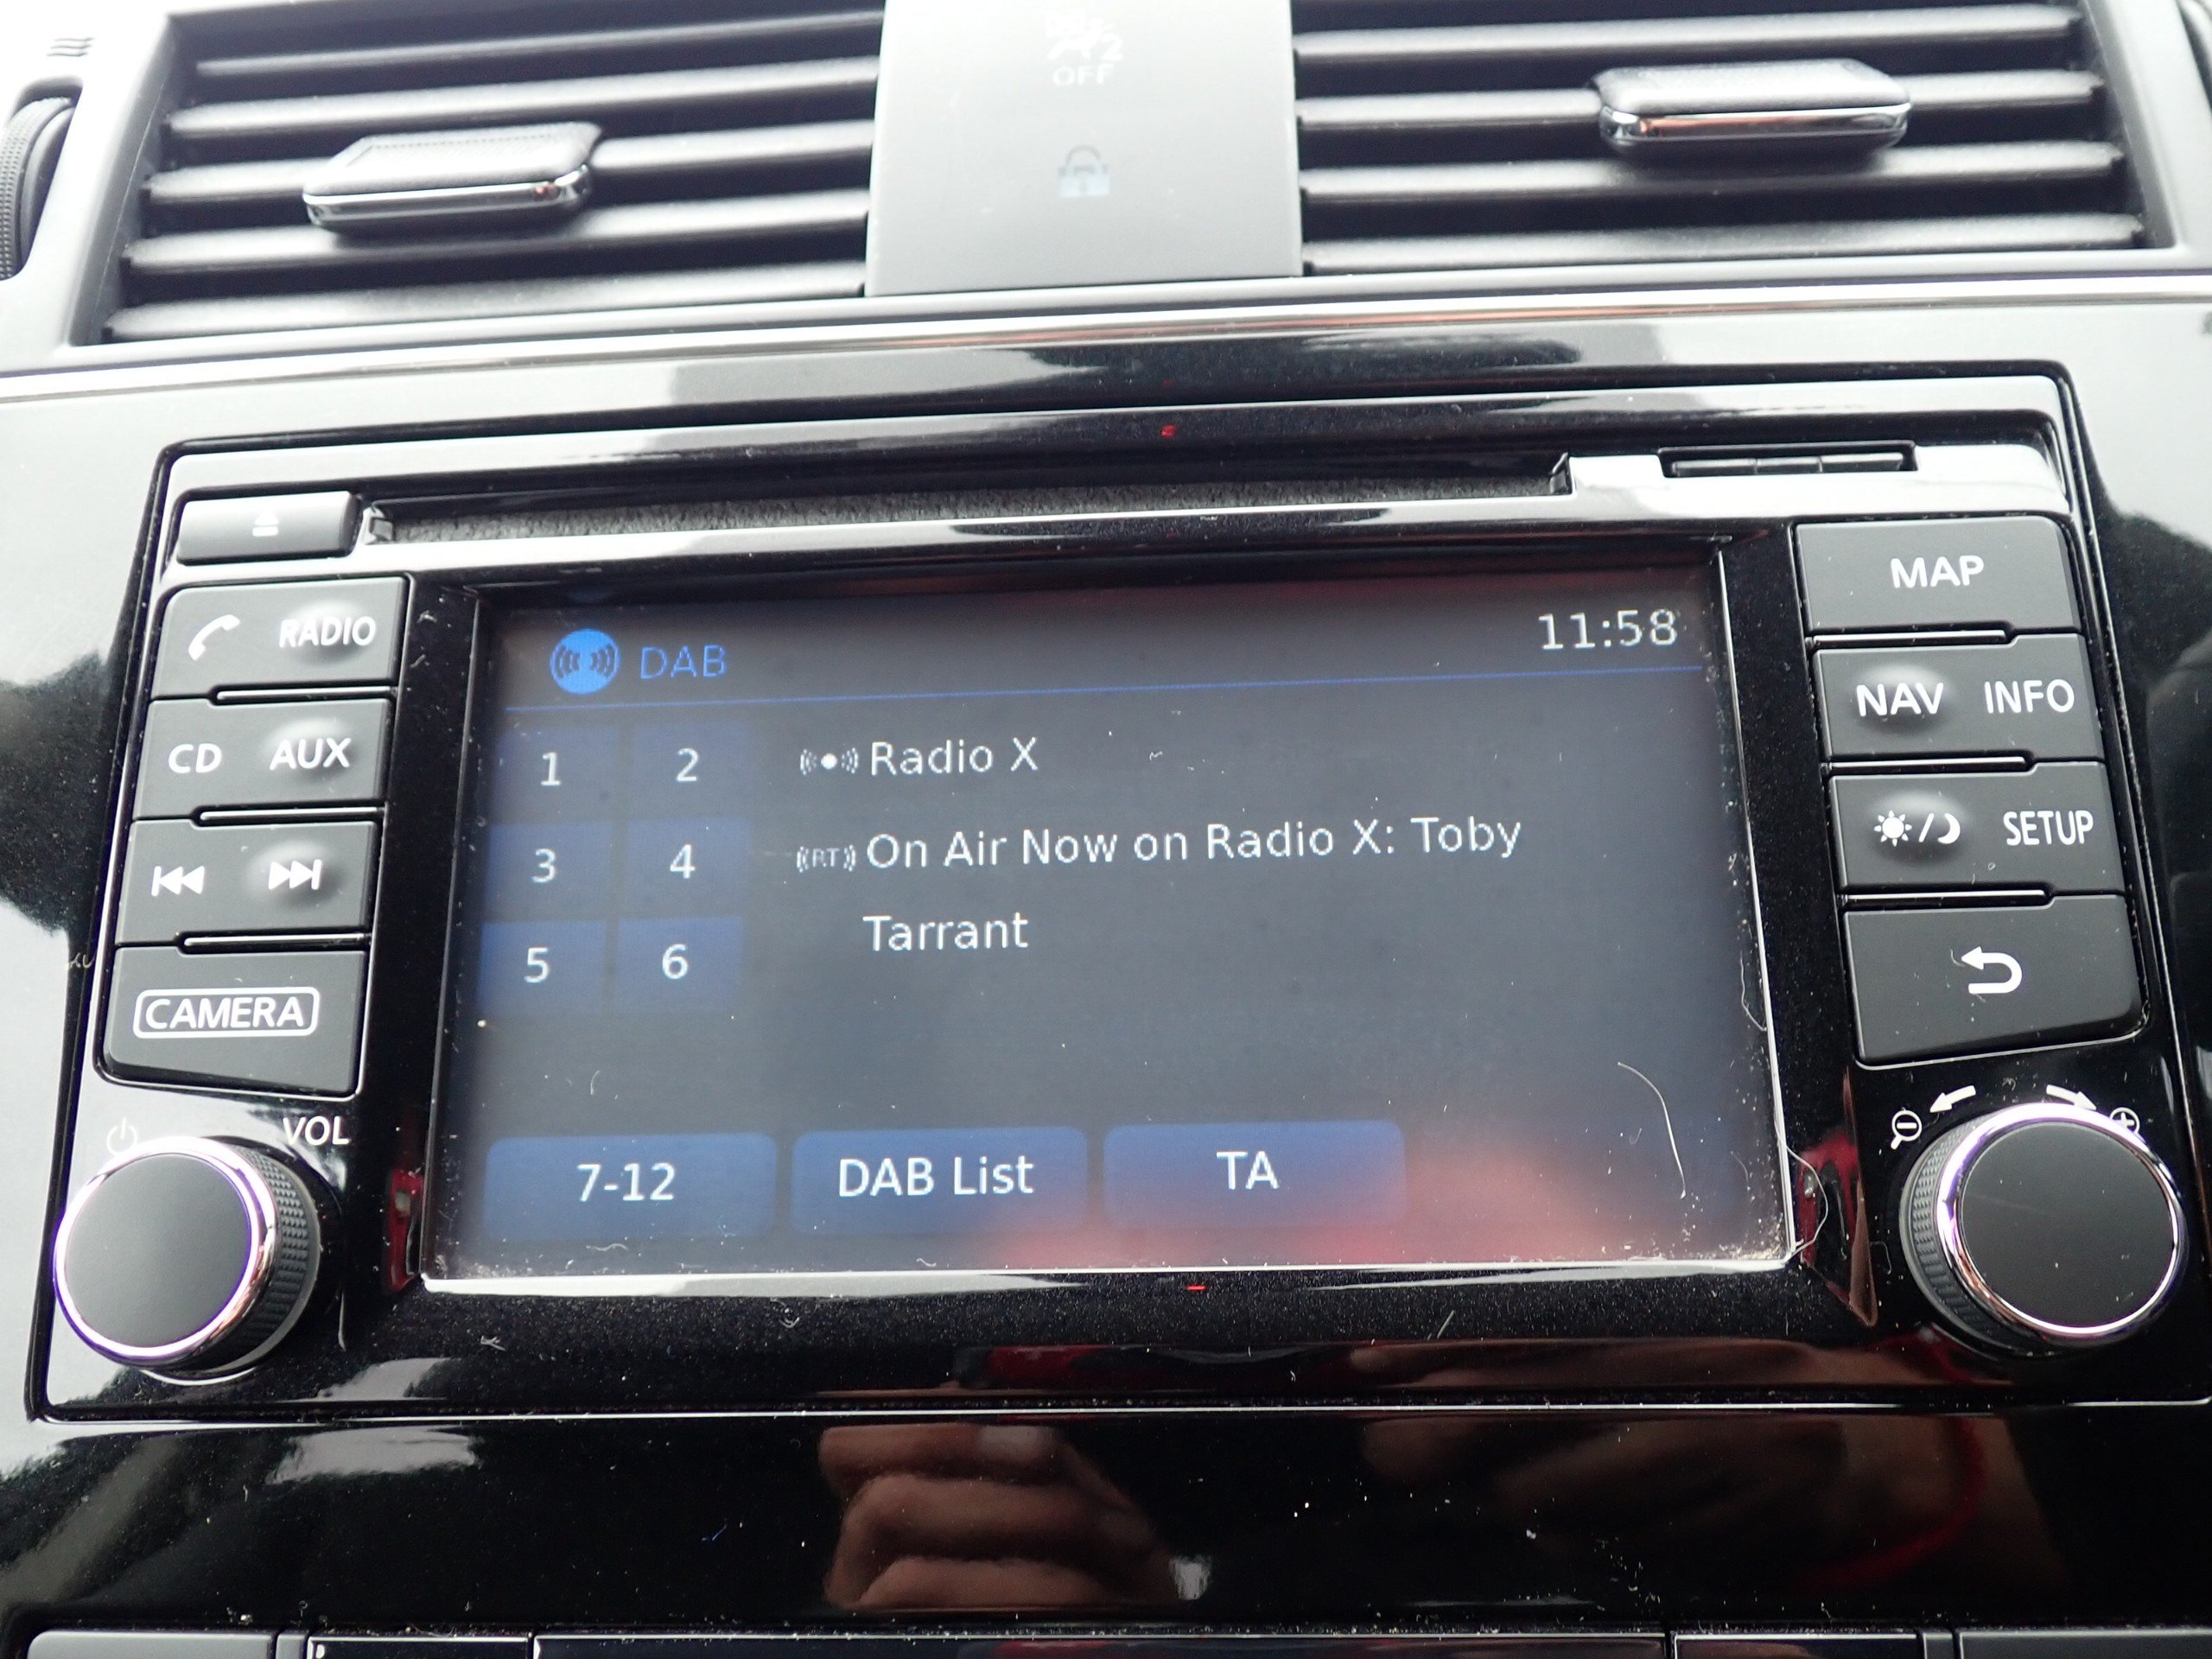 2
OFF
RADIO
CD AUX
CAMERA
VOL
MAP
NAV INFO
SETUP
DAB
11:58
1 2
3 4
5 6
Radio X
(RT) On Air Now on Radio X: Toby
Tarrant
7-12
DAB List
TA